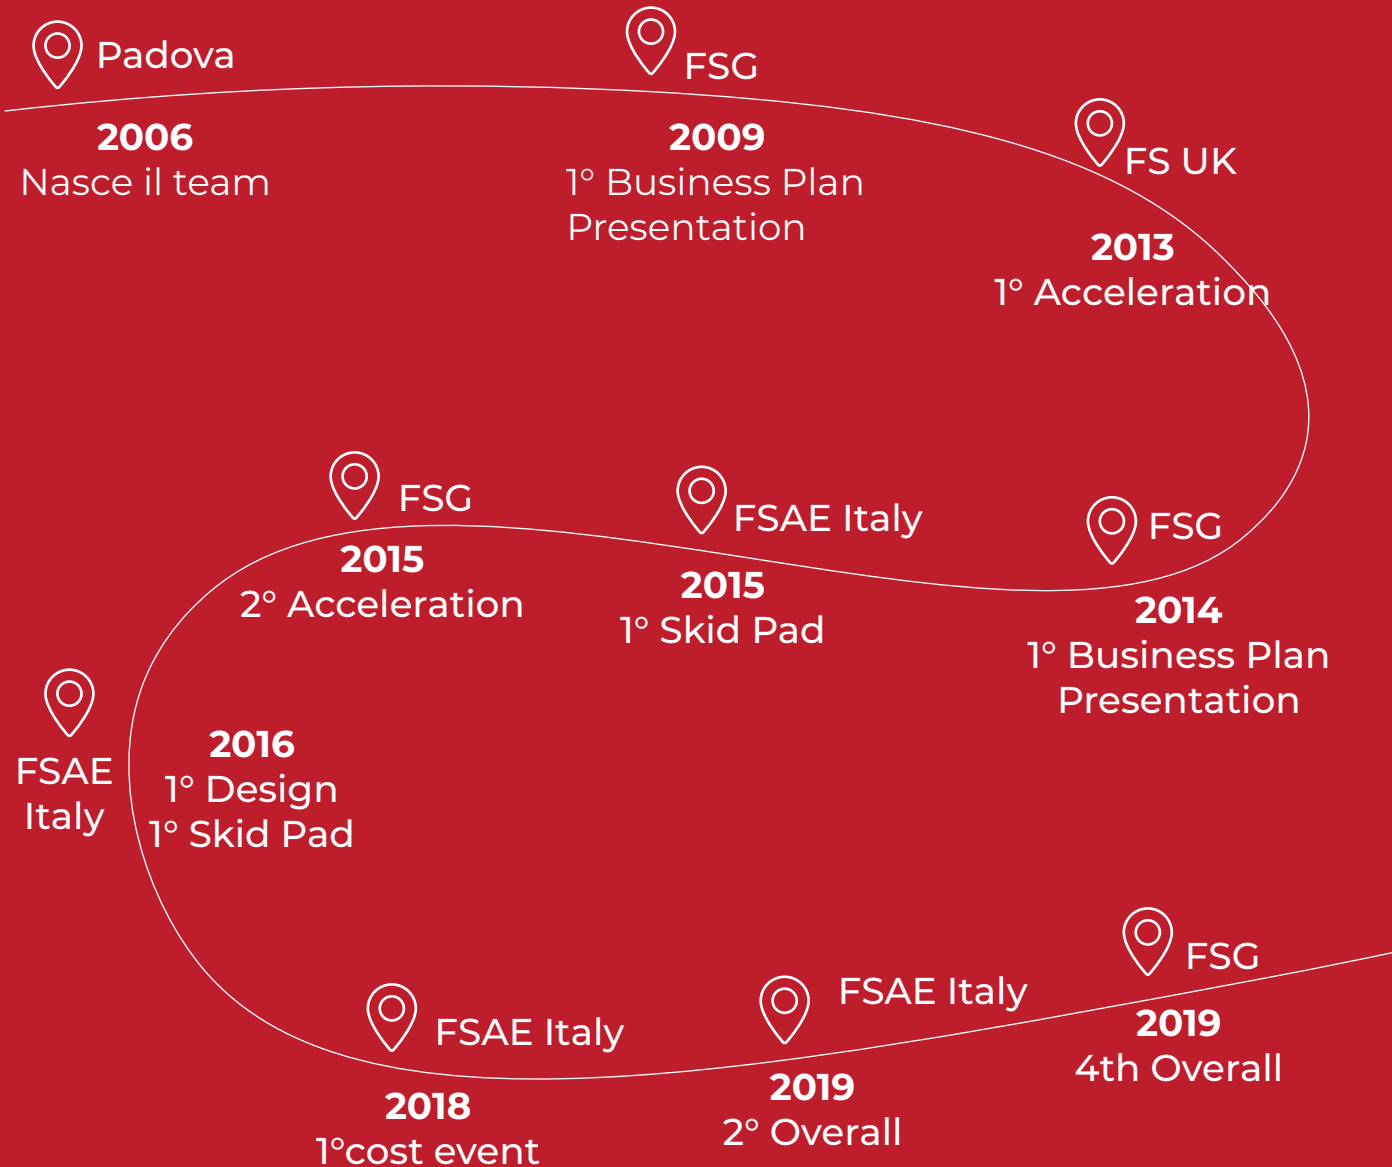 Padova
2006
Nasce il team
FSG
2009
1° Business Plan
Presentation
FS UK
2013
1° Acceleration
FSG
2014
1° Business Plan
Presentation
FSAE Italy
2015
1° Skid Pad
FSG
2015
2° Acceleration
FSAE
Italy
2016
1° Design
1° Skid Pad
FSAE Italy
2018
1°cost event
FSAE Italy
2019
2° Overall
FSG
2019
4th Overall